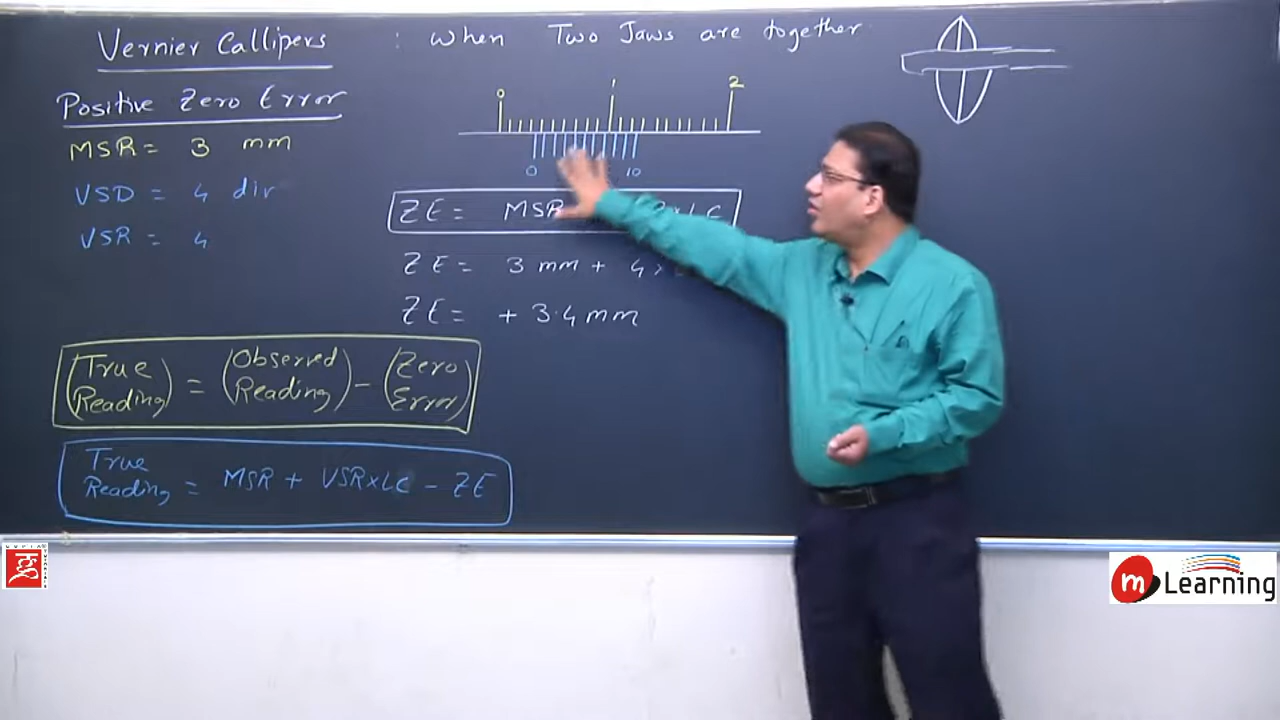 Vernier Callipers : When Two Jaws are together
Positive Zero Error
MSR = 3 mm
VSD = 4 div
VSR = 4
0 1 2
0 10
ZE = MSR
ZE = 3 mm + 4 ×
ZE = + 3.4 mm
(True Reading) = (Observed Reading) - (Zero Error)
True Reading = MSR + VSR×LC - ZE
mLearning